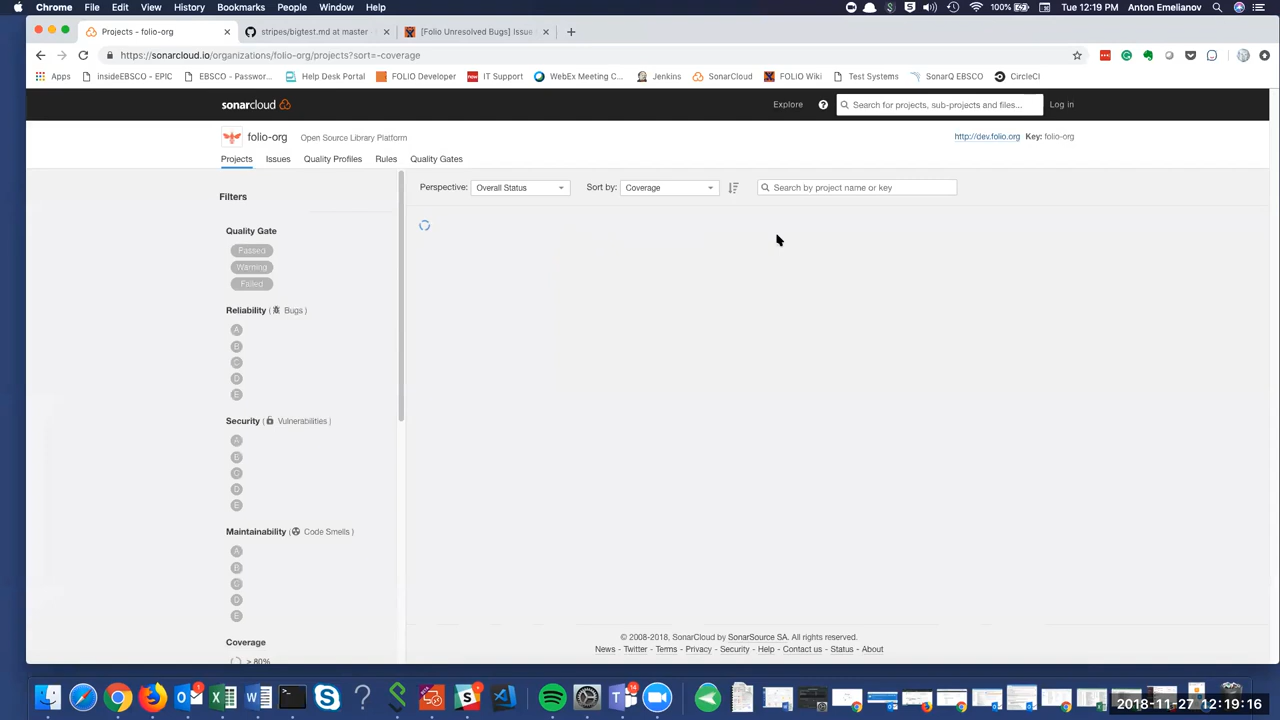 Chrome File Edit View History Bookmarks People Window Help
100% Tue 12:19 PM Anton Emelianov
Projects - folio-org
stripes/bigtest.md at master
[Folio Unresolved Bugs] Issue
https://sonarcloud.io/organizations/folio-org/projects?sort=-coverage
Apps insideEBSCO – EPIC EBSCO - Passwor... Help Desk Portal FOLIO Developer IT Support WebEx Meeting C... Jenkins SonarCloud FOLIO Wiki Test Systems SonarQ EBSCO CircleCI
sonarcloud Explore Search for projects, sub-projects and files... Log in
folio-org Open Source Library Platform http://dev.folio.org Key: folio-org
Projects Issues Quality Profiles Rules Quality Gates
Perspective: Overall Status Sort by: Coverage Search by project name or key
Filters
Quality Gate
Passed
Warning
Failed
Reliability ( Bugs )
A
B
C
D
E
Security ( Vulnerabilities )
A
B
C
D
E
Maintainability ( Code Smells )
A
B
C
D
E
Coverage
≥ 80%
© 2008-2018, SonarCloud by SonarSource SA. All rights reserved.
News - Twitter - Terms - Privacy - Security - Help - Contact us - Status - About
2018-11-27 12:19:16